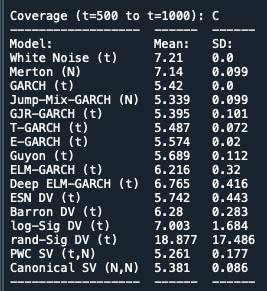 Coverage (t=500 to t=1000): C
------------------  ------  ------
Model:              Mean:   SD:
White Noise (t)     7.21    0.0
Merton (N)          7.14    0.099
GARCH (t)           5.42    0.0
Jump-Mix-GARCH (N)  5.339   0.099
GJR-GARCH (t)       5.395   0.101
T-GARCH (t)         5.487   0.072
E-GARCH (t)         5.574   0.02
Guyon (t)           5.689   0.112
ELM-GARCH (t)       6.216   0.32
Deep ELM-GARCH (t)  6.765   0.416
ESN DV (t)          5.742   0.443
Barron DV (t)       6.28    0.283
log-Sig DV (t)      7.003   1.684
rand-Sig DV (t)     18.877  17.486
PWC SV (t,N)        5.261   0.177
Canonical SV (N,N)  5.381   0.086
------------------  ------  ------